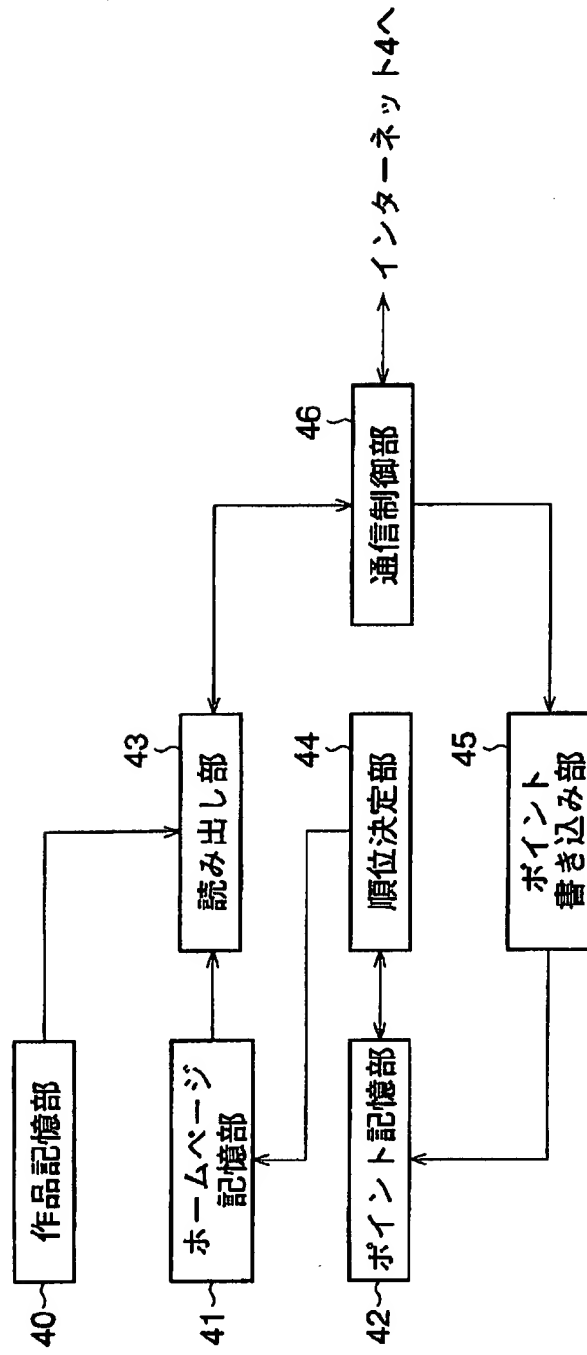 40
作品記憶部
41
ホームページ
記憶部
42
ポイント記憶部
43
読み出し部
44
順位決定部
45
ポイント
書き込み部
46
通信制御部
インターネット4へ